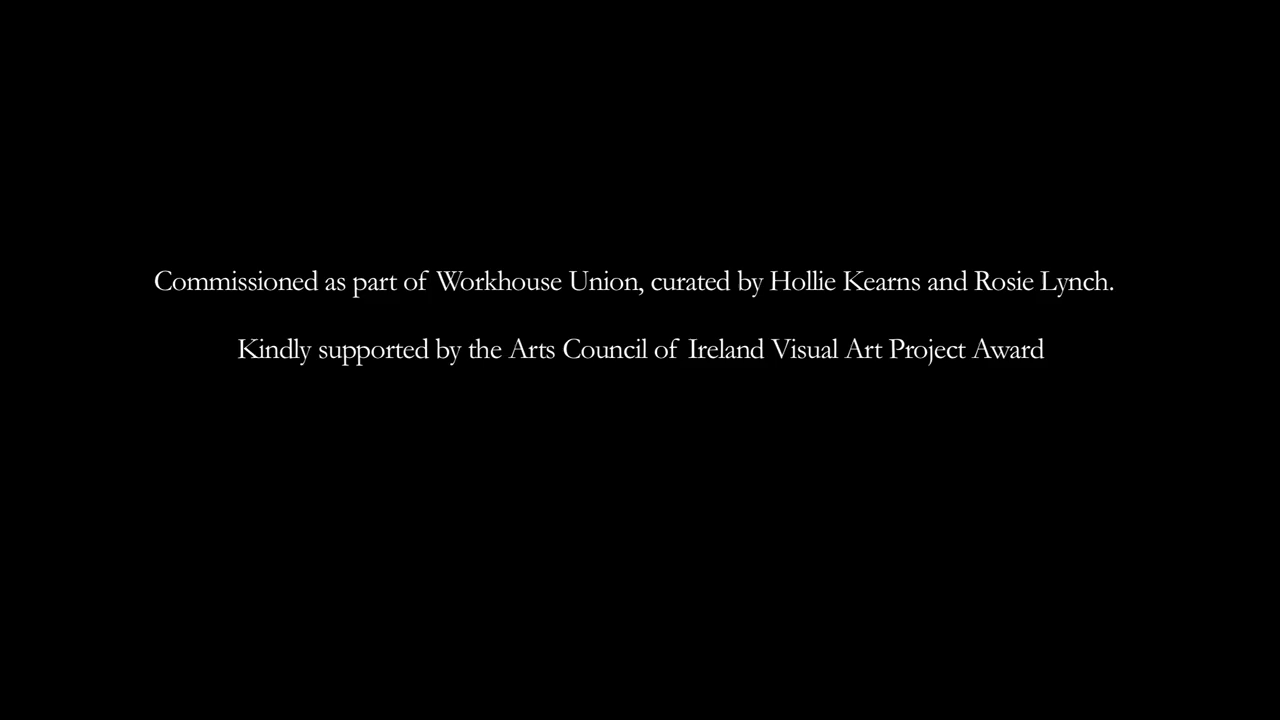 Commissioned as part of Workhouse Union, curated by Hollie Kearns and Rosie Lynch.
Kindly supported by the Arts Council of Ireland Visual Art Project Award